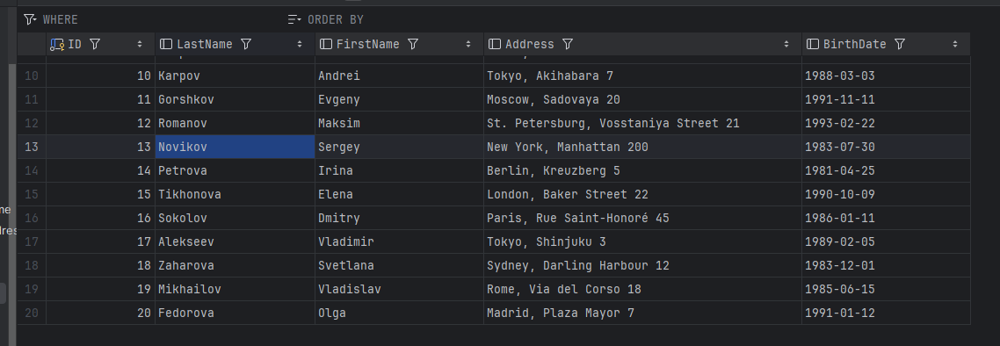 WHERE ORDER BY
ID LastName FirstName Address BirthDate
10 10 Karpov Andrei Tokyo, Akihabara 7 1988-03-03
11 11 Gorshkov Evgeny Moscow, Sadovaya 20 1991-11-11
12 12 Romanov Maksim St. Petersburg, Vosstaniya Street 21 1993-02-22
13 13 Novikov Sergey New York, Manhattan 200 1983-07-30
14 14 Petrova Irina Berlin, Kreuzberg 5 1981-04-25
15 15 Tikhonova Elena London, Baker Street 22 1990-10-09
me
16 16 Sokolov Dmitry Paris, Rue Saint-Honoré 45 1986-01-11
dres
17 17 Alekseev Vladimir Tokyo, Shinjuku 3 1989-02-05
18 18 Zaharova Svetlana Sydney, Darling Harbour 12 1983-12-01
19 19 Mikhailov Vladislav Rome, Via del Corso 18 1985-06-15
20 20 Fedorova Olga Madrid, Plaza Mayor 7 1991-01-12